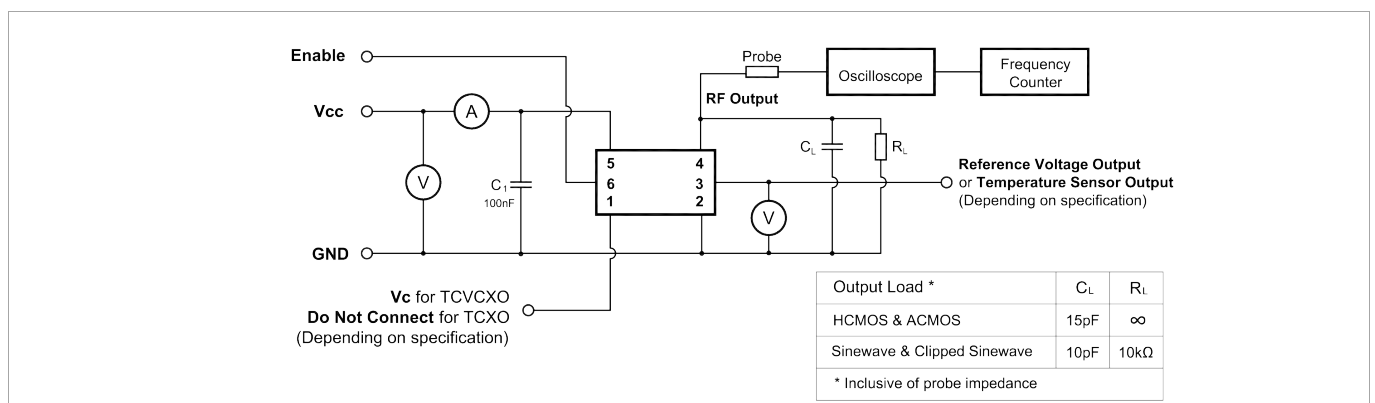 Enable
Vcc
A
V
C1
100nF
GND
Vc for TCVCXO
Do Not Connect for TCXO
(Depending on specification)
5
6
1
4
3
2
RF Output
Probe
Oscilloscope
Frequency
Counter
CL
RL
V
Reference Voltage Output
or Temperature Sensor Output
(Depending on specification)
Output Load * CL RL
HCMOS & ACMOS 15pF ∞
Sinewave & Clipped Sinewave 10pF 10kΩ
* Inclusive of probe impedance